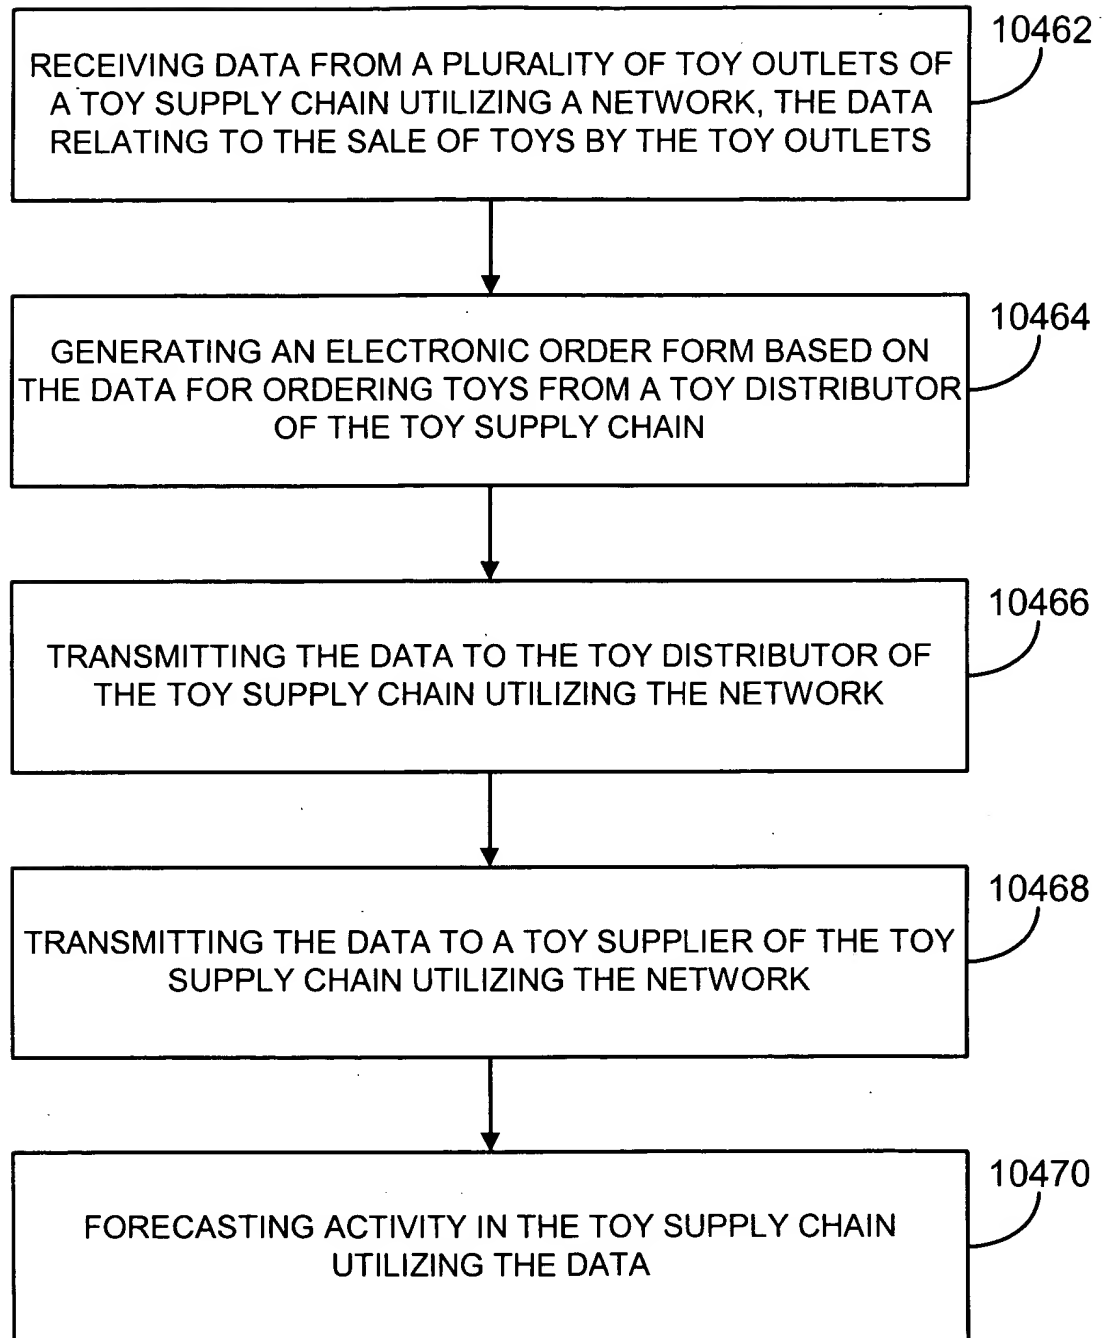 10462
RECEIVING DATA FROM A PLURALITY OF TOY OUTLETS OF
A TOY SUPPLY CHAIN UTILIZING A NETWORK, THE DATA
RELATING TO THE SALE OF TOYS BY THE TOY OUTLETS
10464
GENERATING AN ELECTRONIC ORDER FORM BASED ON
THE DATA FOR ORDERING TOYS FROM A TOY DISTRIBUTOR
OF THE TOY SUPPLY CHAIN
10466
TRANSMITTING THE DATA TO THE TOY DISTRIBUTOR OF
THE TOY SUPPLY CHAIN UTILIZING THE NETWORK
10468
TRANSMITTING THE DATA TO A TOY SUPPLIER OF THE TOY
SUPPLY CHAIN UTILIZING THE NETWORK
10470
FORECASTING ACTIVITY IN THE TOY SUPPLY CHAIN
UTILIZING THE DATA